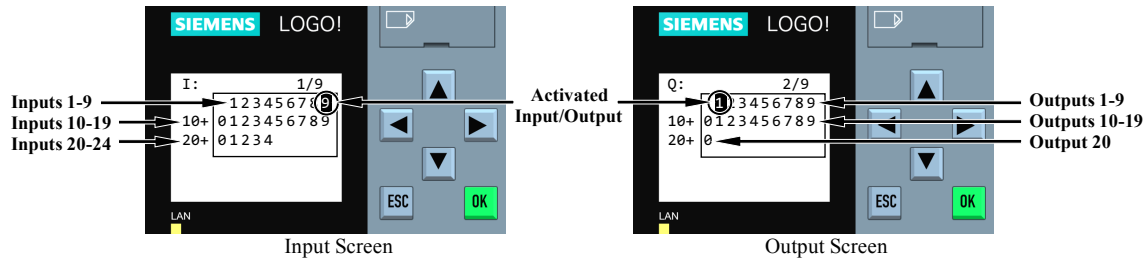 SIEMENS LOGO!
I: 1/9
123456789
10+ 0123456789
20+ 01234
LAN
ESC
OK
Inputs 1-9
Inputs 10-19
Inputs 20-24
Input Screen
Activated
Input/Output
SIEMENS LOGO!
Q: 2/9
123456789
10+ 0123456789
20+ 0
LAN
ESC
OK
Outputs 1-9
Outputs 10-19
Output 20
Output Screen